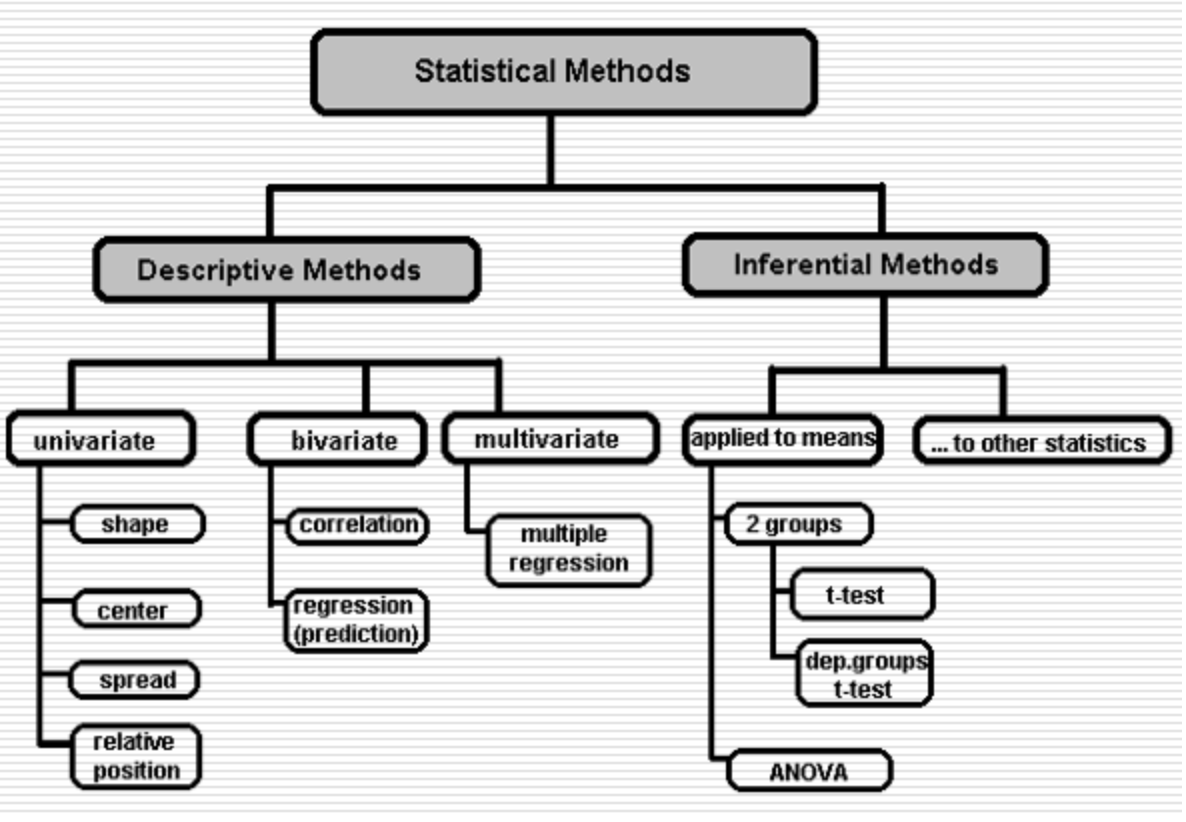 Statistical Methods
Descriptive Methods
Inferential Methods
univariate
bivariate
multivariate
applied to means
... to other statistics
shape
center
spread
relative
position
correlation
regression
(prediction)
multiple
regression
2 groups
t-test
dep.groups
t-test
ANOVA